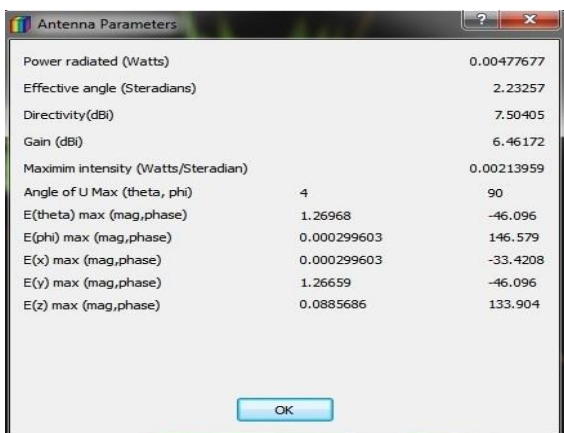 Antenna Parameters ? X
Power radiated (Watts) 0.00477677
Effective angle (Steradians) 2.23257
Directivity(dBi) 7.50405
Gain (dBi) 6.46172
Maximim intensity (Watts/Steradian) 0.00213959
Angle of U Max (theta, phi) 4 90
E(theta) max (mag,phase) 1.26968 -46.096
E(phi) max (mag,phase) 0.000299603 146.579
E(x) max (mag,phase) 0.000299603 -33.4208
E(y) max (mag,phase) 1.26659 -46.096
E(z) max (mag,phase) 0.0885686 133.904
OK